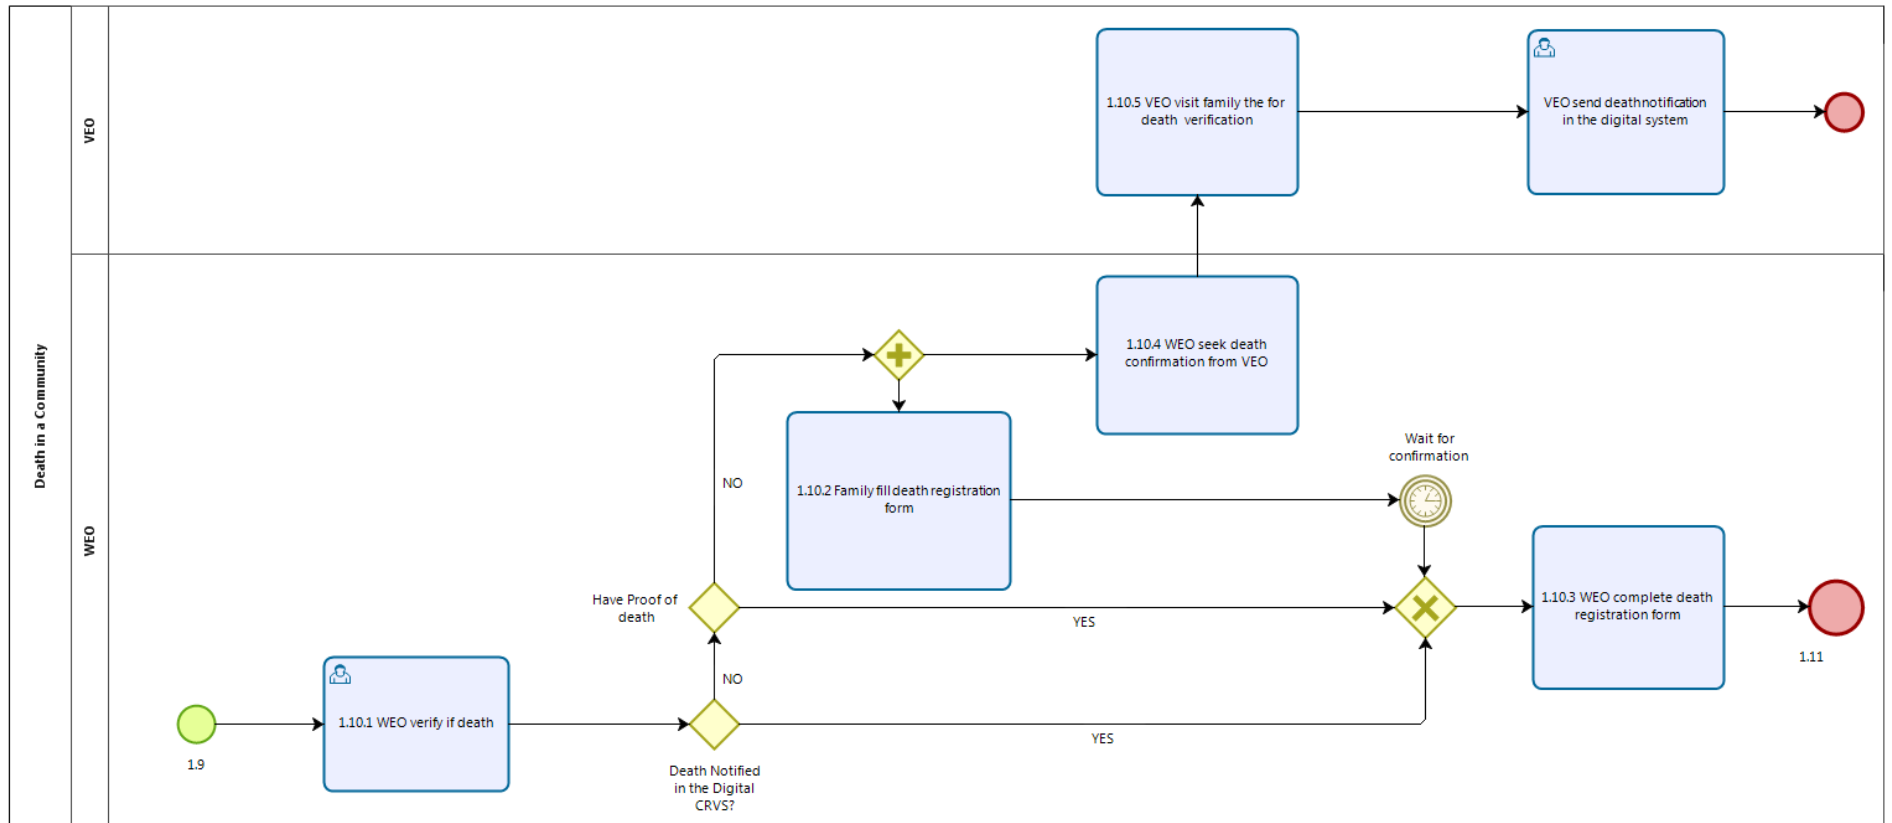 Death in a Community
VEO
1.10.5 VEO visit family the for
death verification
VEO send deathnotification
in the digital system
WEO
1.10.4 WEO seek death
confirmation from VEO
Wait for
confirmation
NO
1.10.2 Family fill death registration
form
Have Proof of
death
YES
1.10.3 WEO complete death
registration form
1.11
NO
1.10.1 WEO verify if death
YES
1.9
Death Notified
in the Digital
CRVS?